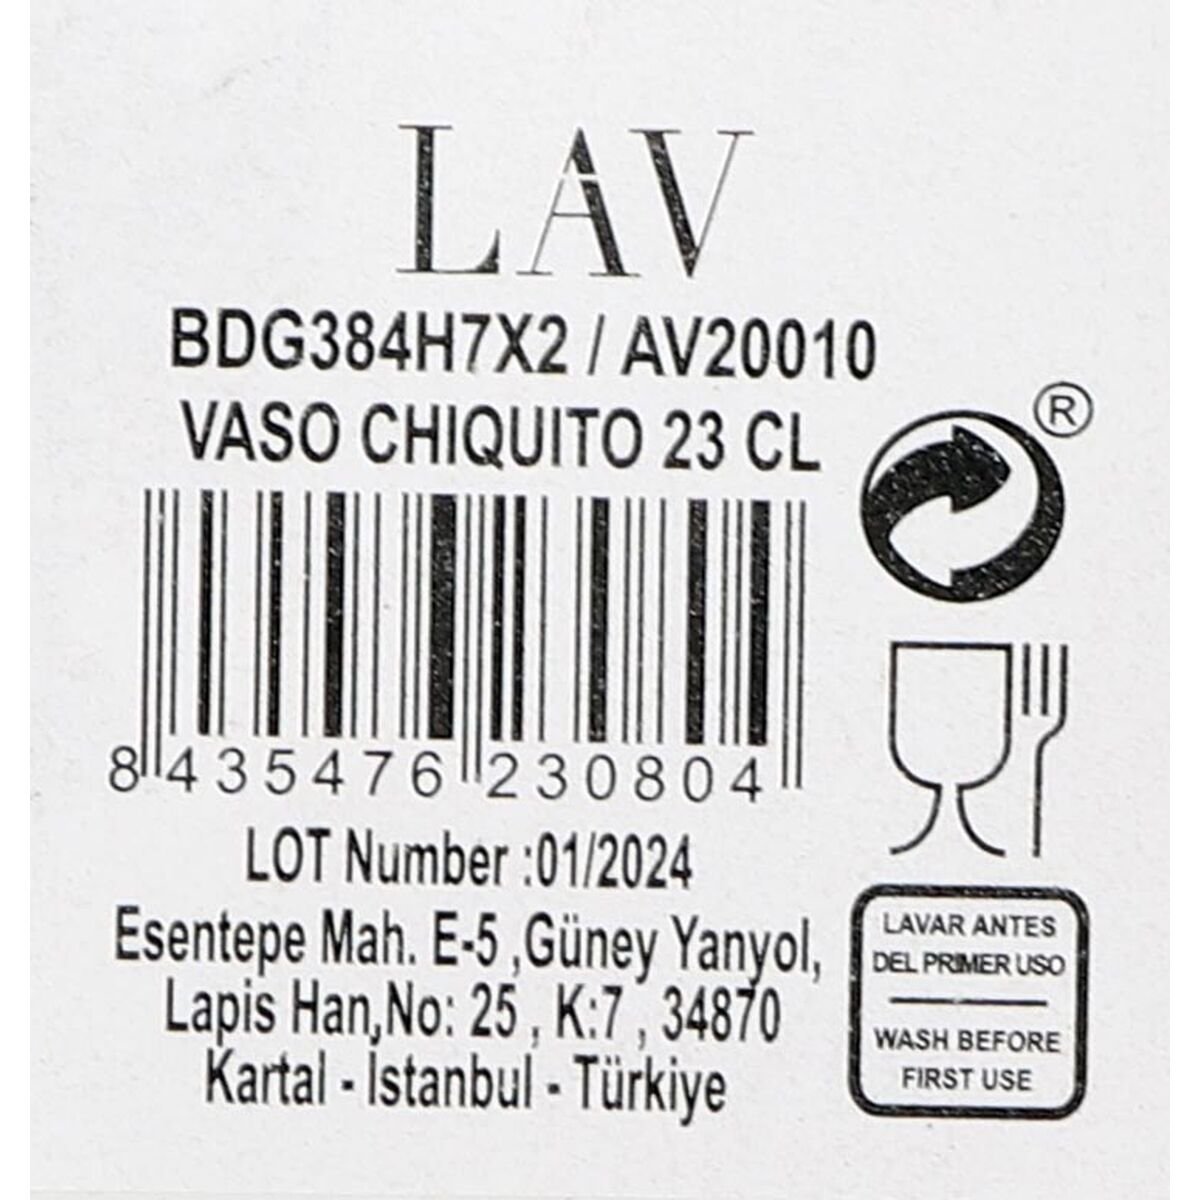 LAV
BDG384H7X2 / AV20010
VASO CHIQUITO 23 CL
®
8 435476 230804
LOT Number :01/2024
Esentepe Mah. E-5 ,Güney Yanyol,
Lapis Han,No: 25 , K:7 , 34870
Kartal - İstanbul - Türkiye
LAVAR ANTES
DEL PRIMER USO
WASH BEFORE
FIRST USE